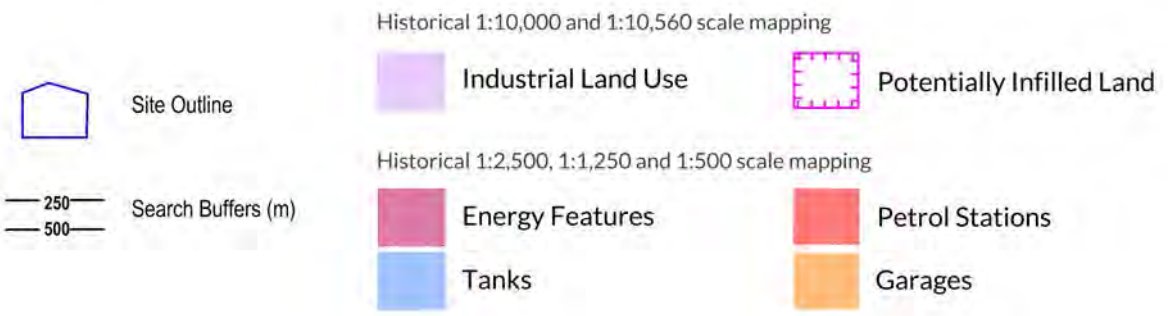 Historical 1:10,000 and 1:10,560 scale mapping
Industrial Land Use
Potentially Infilled Land
Site Outline
Historical 1:2,500, 1:1,250 and 1:500 scale mapping
250
500
Search Buffers (m)
Energy Features
Petrol Stations
Tanks
Garages